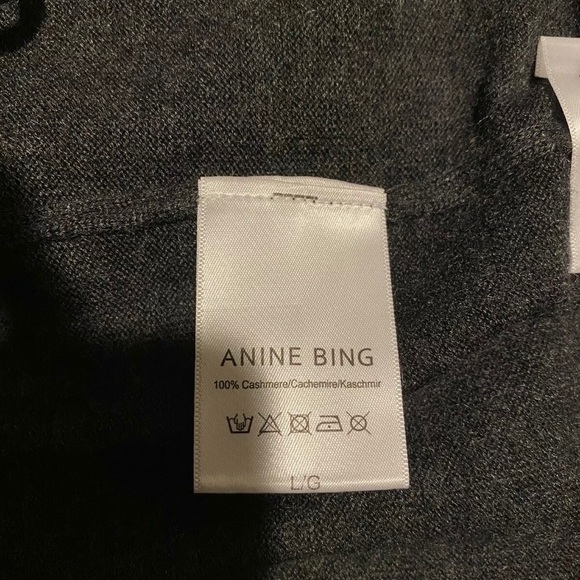 ANINE BING
100% Cashmere/Cachemire/Kaschmir
L/G